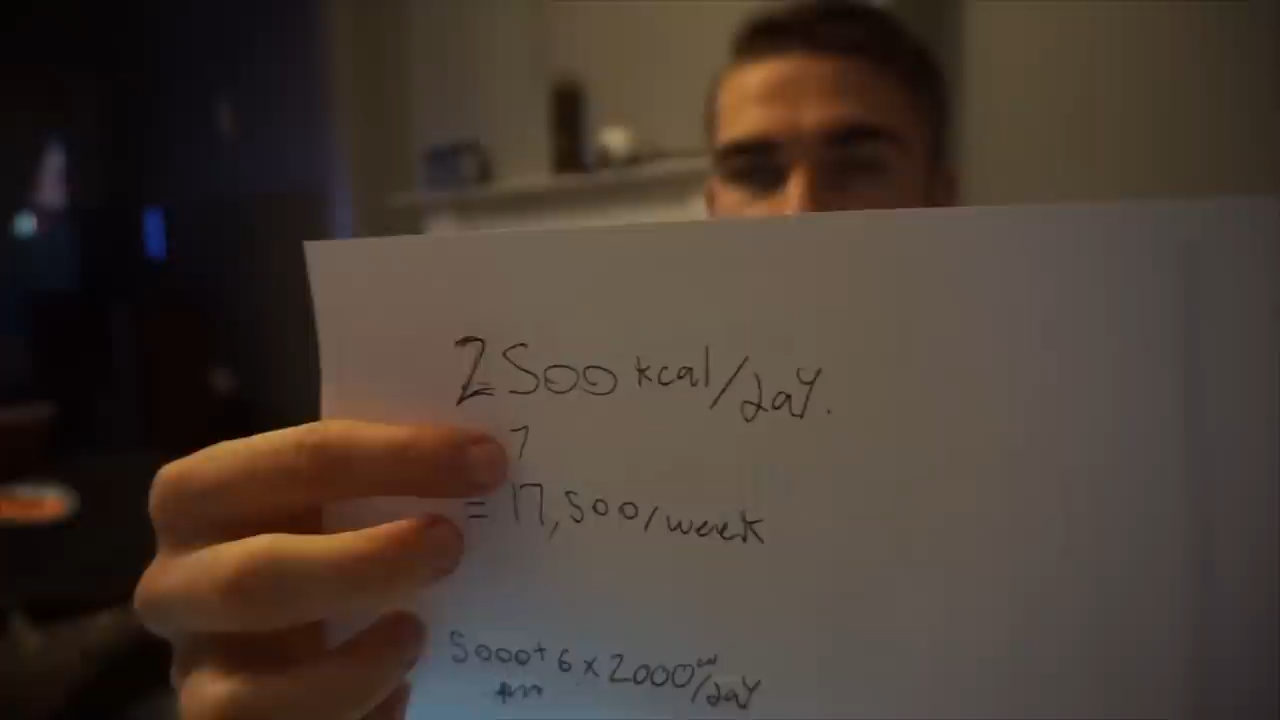 2500 kcal/day.
7
= 17,500/week
5000+ 6 x 2000 /day